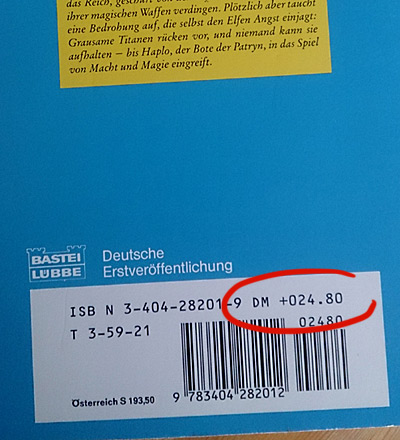 das Reich, geschaf
ihrer magischen Waffen verdingen. Plötzlich aber taucht
eine Bedrohung auf, die selbst den Elfen Angst einjagt:
Grausame Titanen rücken vor, und niemand kann sie
aufhalten – bis Haplo, der Bote der Patryn, in das Spiel
von Macht und Magie eingreift.
BASTEI
LÜBBE
Deutsche
Erstveröffentlichung
ISB N 3-404-28201-9 DM +024.80
T 3-59-21
02480
Österreich S 193,50
9 783404 282012